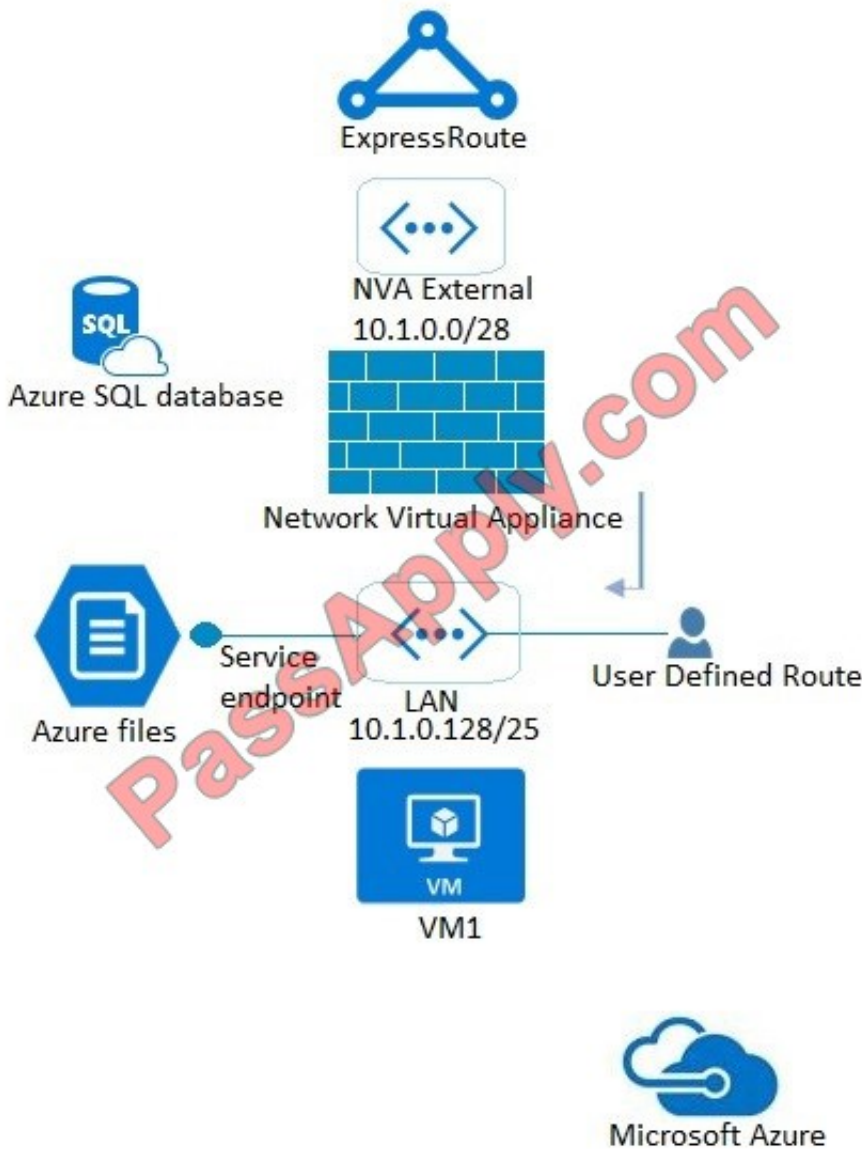 ExpressRoute
NVA External
10.1.0.0/28
SQL
Azure SQL database
Network Virtual Appliance
Service
endpoint
LAN
User Defined Route
Azure files
10.1.0.128/25
VM
VM1
Microsoft Azure
PassApply.com